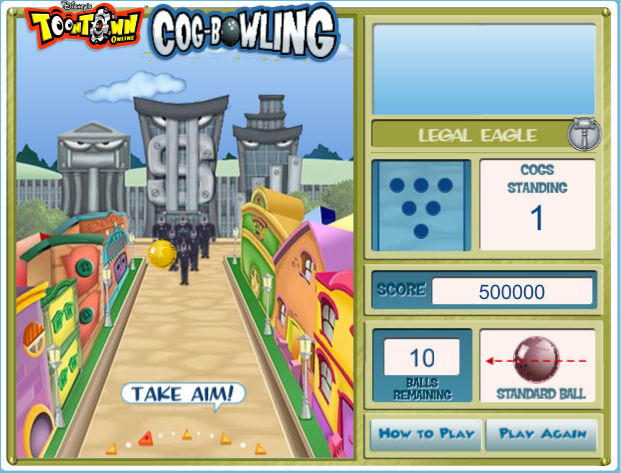 Disney's
TOONTOWN
ONLINE
COG-BOWLING
LEGAL EAGLE
COGS
STANDING
1
SCORE 500000
10
BALLS
REMAINING
STANDARD BALL
TAKE AIM!
HOW TO PLAY
PLAY AGAIN